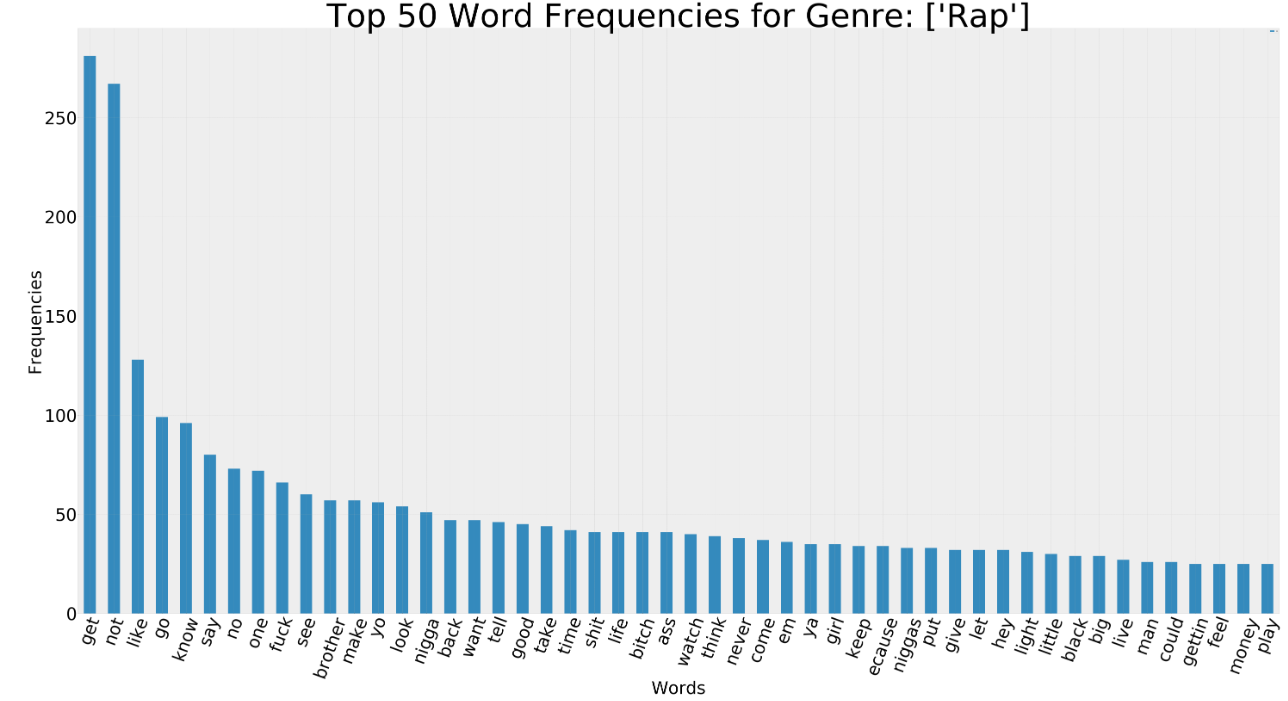 Top 50 Word Frequencies for Genre: ['Rap']
Frequencies
250
200
150
100
50
0
get
not
like
go
know
say
no
one
fuck
see
brother
make
yo
look
nigga
back
want
tell
good
take
time
shit
life
bitch
ass
watch
think
never
come
em
ya
girl
keep
ecause
niggas
put
give
let
hey
light
little
black
big
live
man
could
gettin
feel
money
play
Words